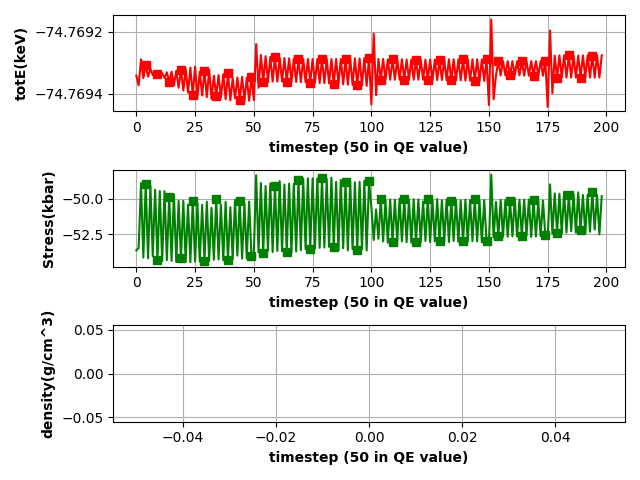 totE(keV)
−74.7692
−74.7694
0 25 50 75 100 125 150 175 200
timestep (50 in QE value)
Stress(kbar)
−50.0
−52.5
0 25 50 75 100 125 150 175 200
timestep (50 in QE value)
density(g/cm^3)
0.05
0.00
−0.05
−0.04 −0.02 0.00 0.02 0.04
timestep (50 in QE value)